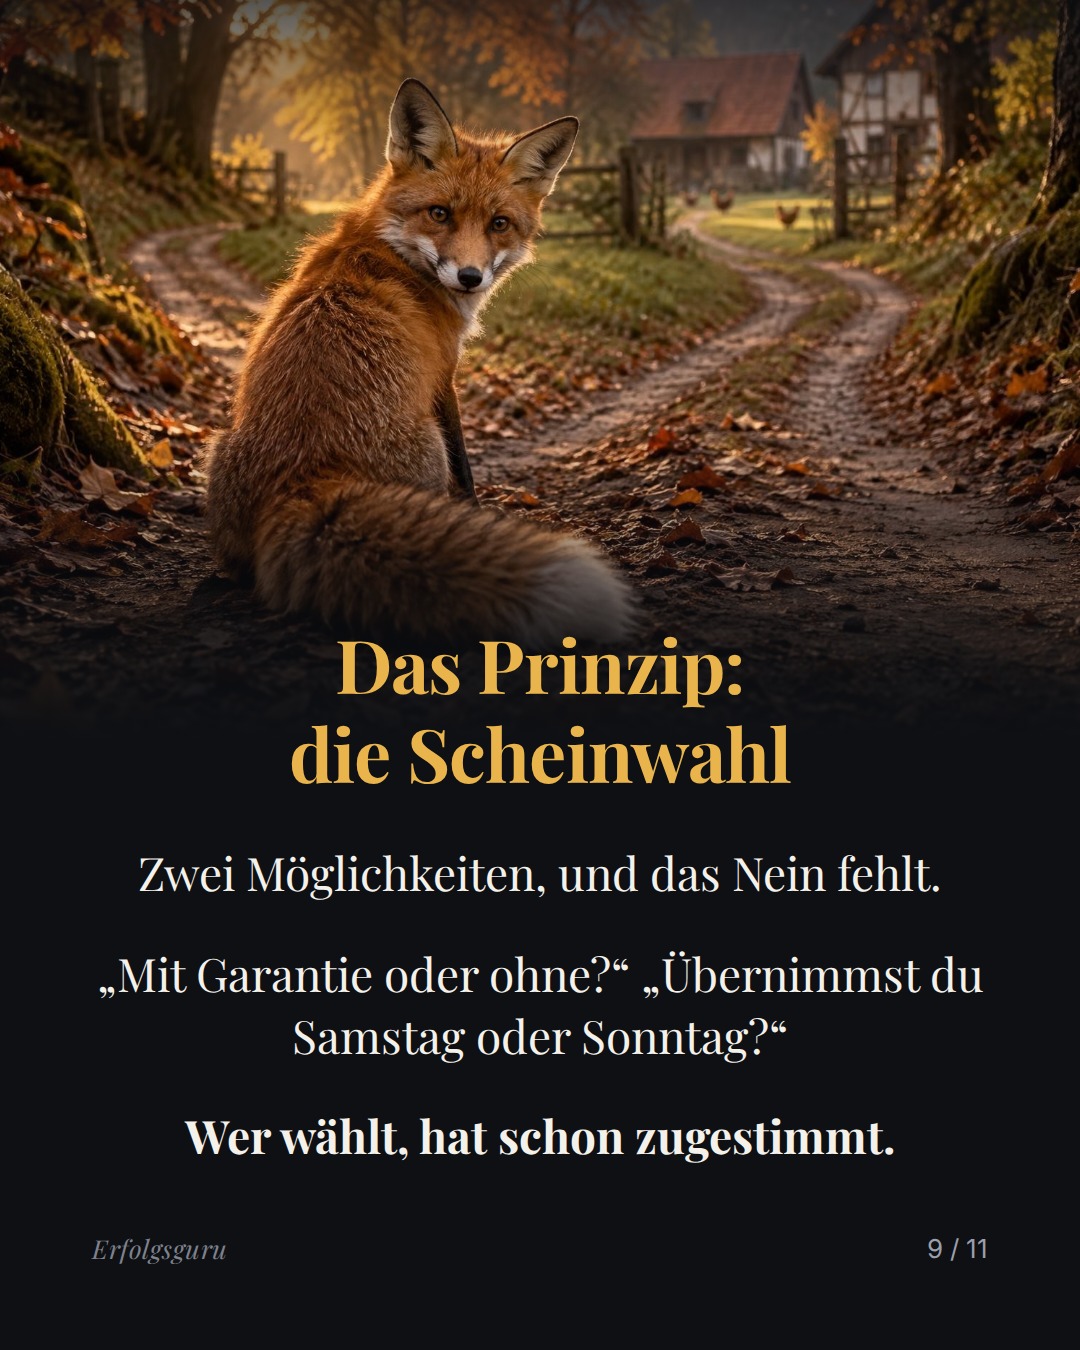 Das Prinzip:
die Scheinwahl
Zwei Möglichkeiten, und das Nein fehlt.
„Mit Garantie oder ohne?“ „Übernimmst du
Samstag oder Sonntag?“
Wer wählt, hat schon zugestimmt.
Erfolgsguru
9 / 11